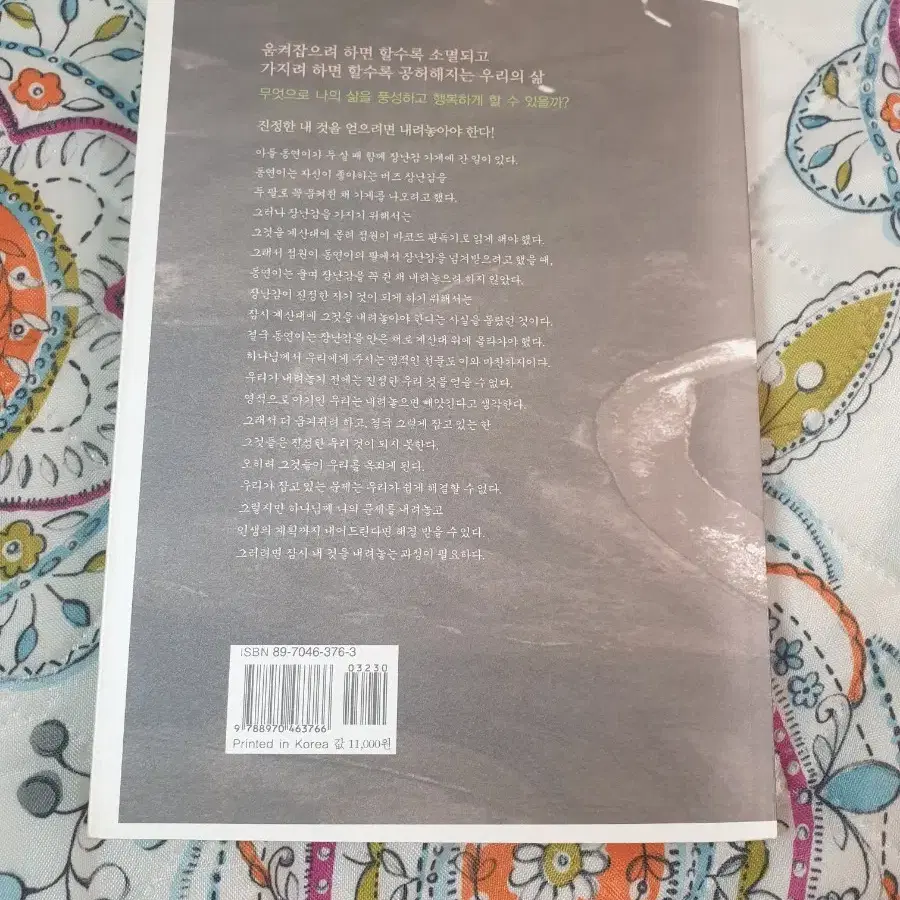 움켜잡으려 하면 할수록 소멸되고
가지려 하면 할수록 공허해지는 우리의 삶
무엇으로 나의 삶을 풍성하고 행복하게 할 수 있을까?
진정한 내 것을 얻으려면 내려놓아야 한다!
아들 동연이가 두 살 때 함께 장난감 가게에 간 일이 있다.
동연이는 자신이 좋아하는 버즈 장난감을
두 팔로 꼭 움켜쥔 채 가게를 나오려고 했다.
그러나 장난감을 가지기 위해서는
그것을 계산대에 올려 점원이 바코드 판독기로 읽게 해야 했다.
그래서 점원이 동연이의 팔에서 장난감을 넘겨받으려고 했을 때,
동연이는 울며 장난감을 꼭 쥔 채 내려놓으려 하지 않았다.
장난감이 진정한 자기 것이 되게 하기 위해서는
잠시 계산대에 그것을 내려놓아야 한다는 사실을 몰랐던 것이다.
결국 동연이는 장난감을 안은 채로 계산대 위에 올라가야 했다.
하나님께서 우리에게 주시는 영적인 선물도 이와 마찬가지이다.
우리가 내려놓기 전에는 진정한 우리 것을 얻을 수 없다.
영적으로 아기인 우리는 내려놓으면 빼앗긴다고 생각한다.
그래서 더 움켜쥐려 하고, 결국 그렇게 잡고 있는 한
그것들은 진정한 우리 것이 되지 못한다.
오히려 그것들이 우리를 옥죄게 된다.
우리가 잡고 있는 문제는 우리가 쉽게 해결할 수 없다.
그렇지만 하나님께 나의 문제를 내려놓고
인생의 계획까지 내어드린다면 해결 받을 수 있다.
그러려면 잠시 내 것을 내려놓는 과정이 필요하다.
ISBN 89-7046-376-3
03230
9 788970 463766
Printed in Korea 값 11,000원